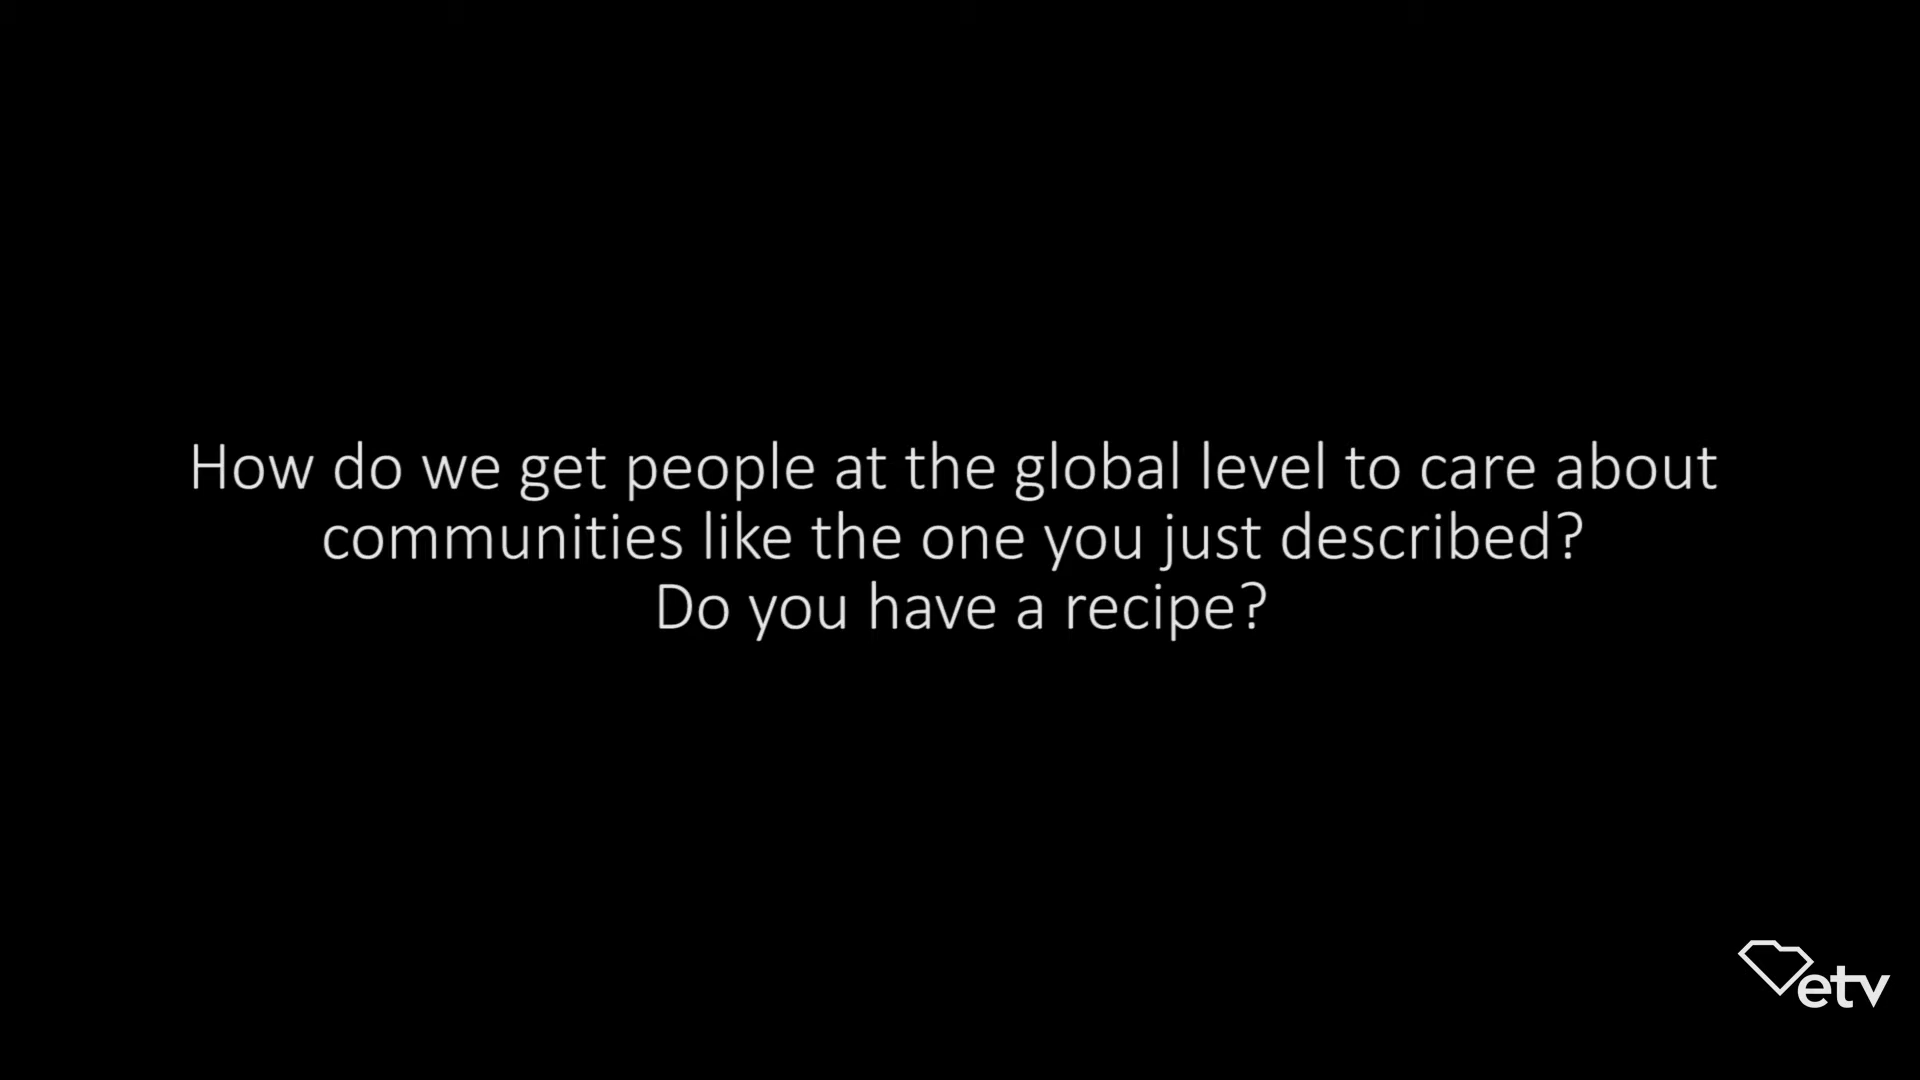 How do we get people at the global level to care about
communities like the one you just described?
Do you have a recipe?
etv